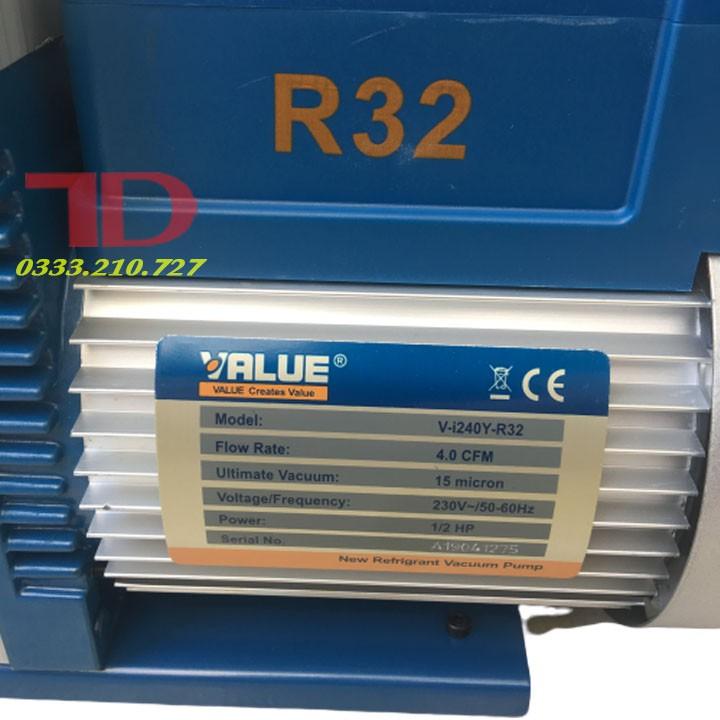 R32
TD
0333.210.727
VALUE®
VALUE Creates Value
CE
Model: V-i240Y-R32
Flow Rate: 4.0 CFM
Ultimate Vacuum: 15 micron
Voltage/Frequency: 230V~/50-60Hz
Power: 1/2 HP
Serial No. A19041275
New Refrigrant Vacuum Pump